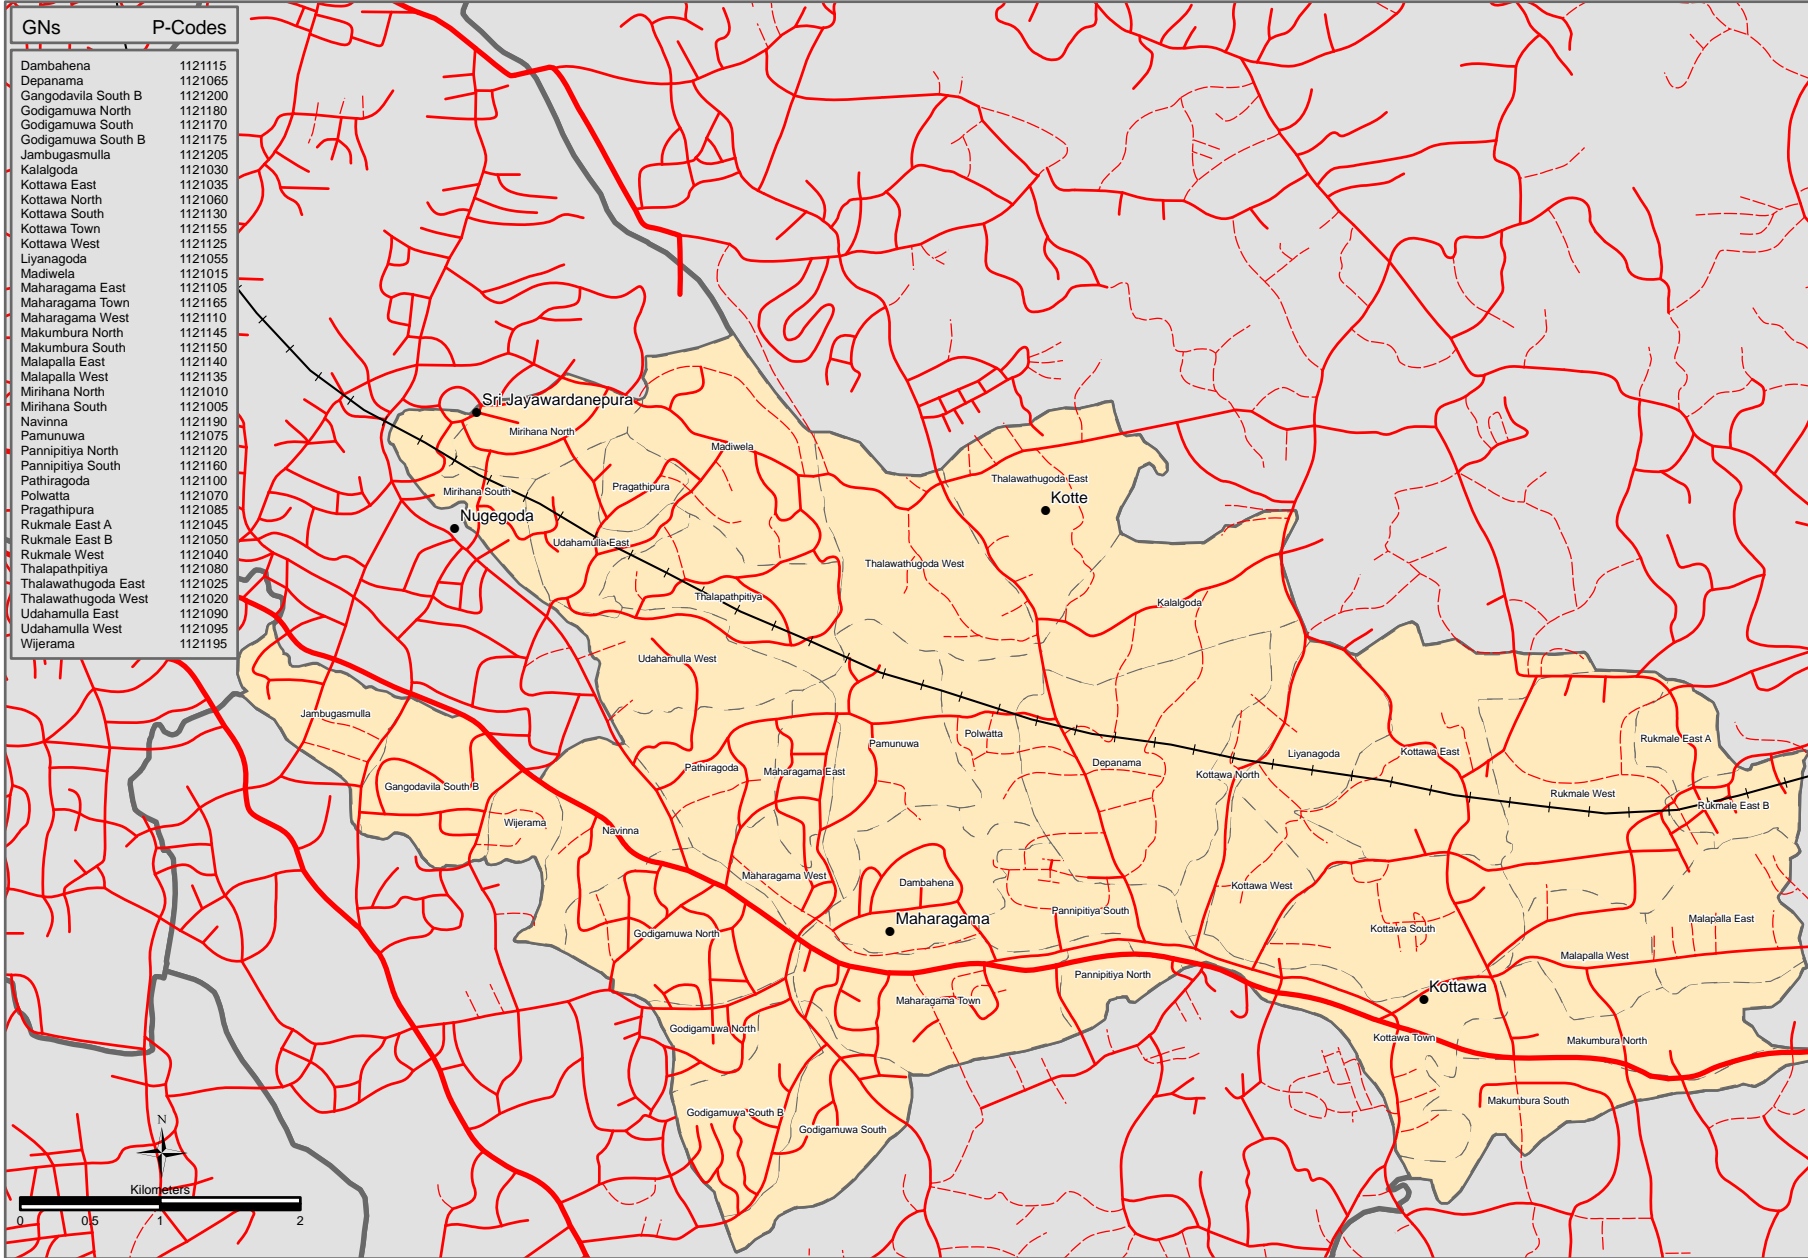 GNs P-Codes
Dambahena 1121115
Depanama 1121065
Gangodavila South B 1121200
Godigamuwa North 1121180
Godigamuwa South 1121170
Godigamuwa South B 1121175
Jambugasmulla 1121205
Kalalgoda 1121030
Kottawa East 1121035
Kottawa North 1121060
Kottawa South 1121130
Kottawa Town 1121155
Kottawa West 1121125
Liyanagoda 1121055
Madiwela 1121015
Maharagama East 1121105
Maharagama Town 1121165
Maharagama West 1121110
Makumbura North 1121145
Makumbura South 1121150
Malapalla East 1121140
Malapalla West 1121135
Mirihana North 1121010
Mirihana South 1121005
Navinna 1121190
Pamunuwa 1121075
Pannipitiya North 1121120
Pannipitiya South 1121160
Pathiragoda 1121100
Polwatta 1121070
Pragathipura 1121085
Rukmale East A 1121045
Rukmale East B 1121050
Rukmale West 1121040
Thalapathpitiya 1121080
Thalawathugoda East 1121025
Thalawathugoda West 1121020
Udahamulla East 1121090
Udahamulla West 1121095
Wijerama 1121195
Sri Jayawardanepura
Mirihana North
Madiwela
Thalawathugoda East
Pragathipura
Mirihana South
Kotte
Nugegoda
Udahamulla East
Thalawathugoda West
Thalapathpitiya
Kalalgoda
Udahamulla West
Jambugasmulla
Polwatta
Rukmale East A
Pamunuwa
Kottawa East
Liyanagoda
Depanama
Pathiragoda
Maharagama East
Kottawa North
Gangodavila South B
Rukmale West
Rukmale East B
Wijerama
Navinna
Maharagama West
Dambahena
Kottawa West
Pannipitiya South
Maharagama
Malapalla East
Kottawa South
Godigamuwa North
Malapalla West
Pannipitiya North
Kottawa
Maharagama Town
Godigamuwa North
Kottawa Town
Makumbura North
Makumbura South
Godigamuwa South B
Godigamuwa South
N
Kilometers
0 0.5 1 2